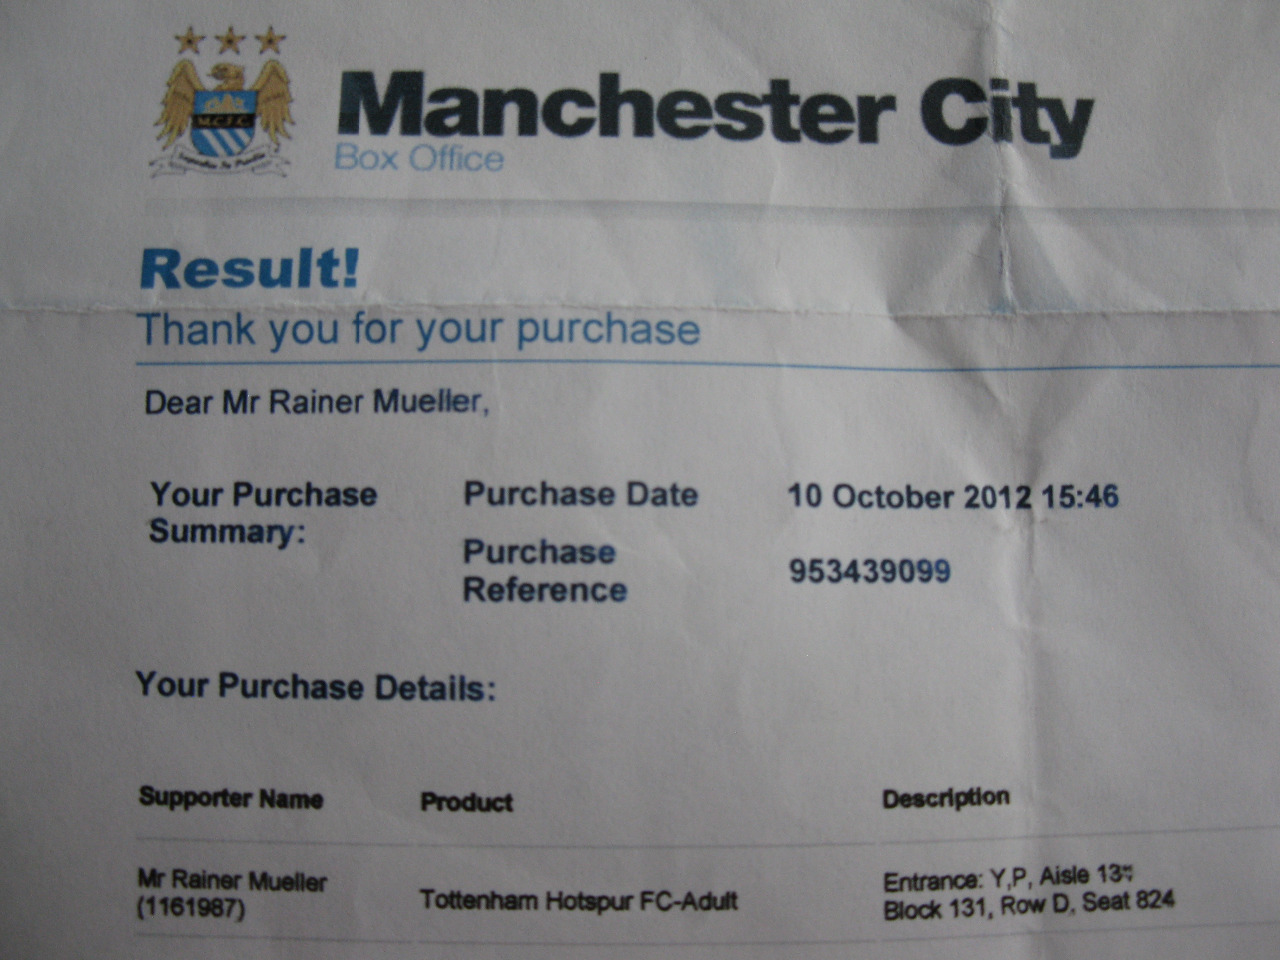 M.C.F.C.
Manchester City
Box Office
Result!
Thank you for your purchase
Dear Mr Rainer Mueller,
Your Purchase Summary:
Purchase Date 10 October 2012 15:46
Purchase Reference 953439099
Your Purchase Details:
Supporter Name Product Description
Mr Rainer Mueller
(1161987)
Tottenham Hotspur FC-Adult
Entrance: Y,P, Aisle
Block 131, Row D, Seat 824